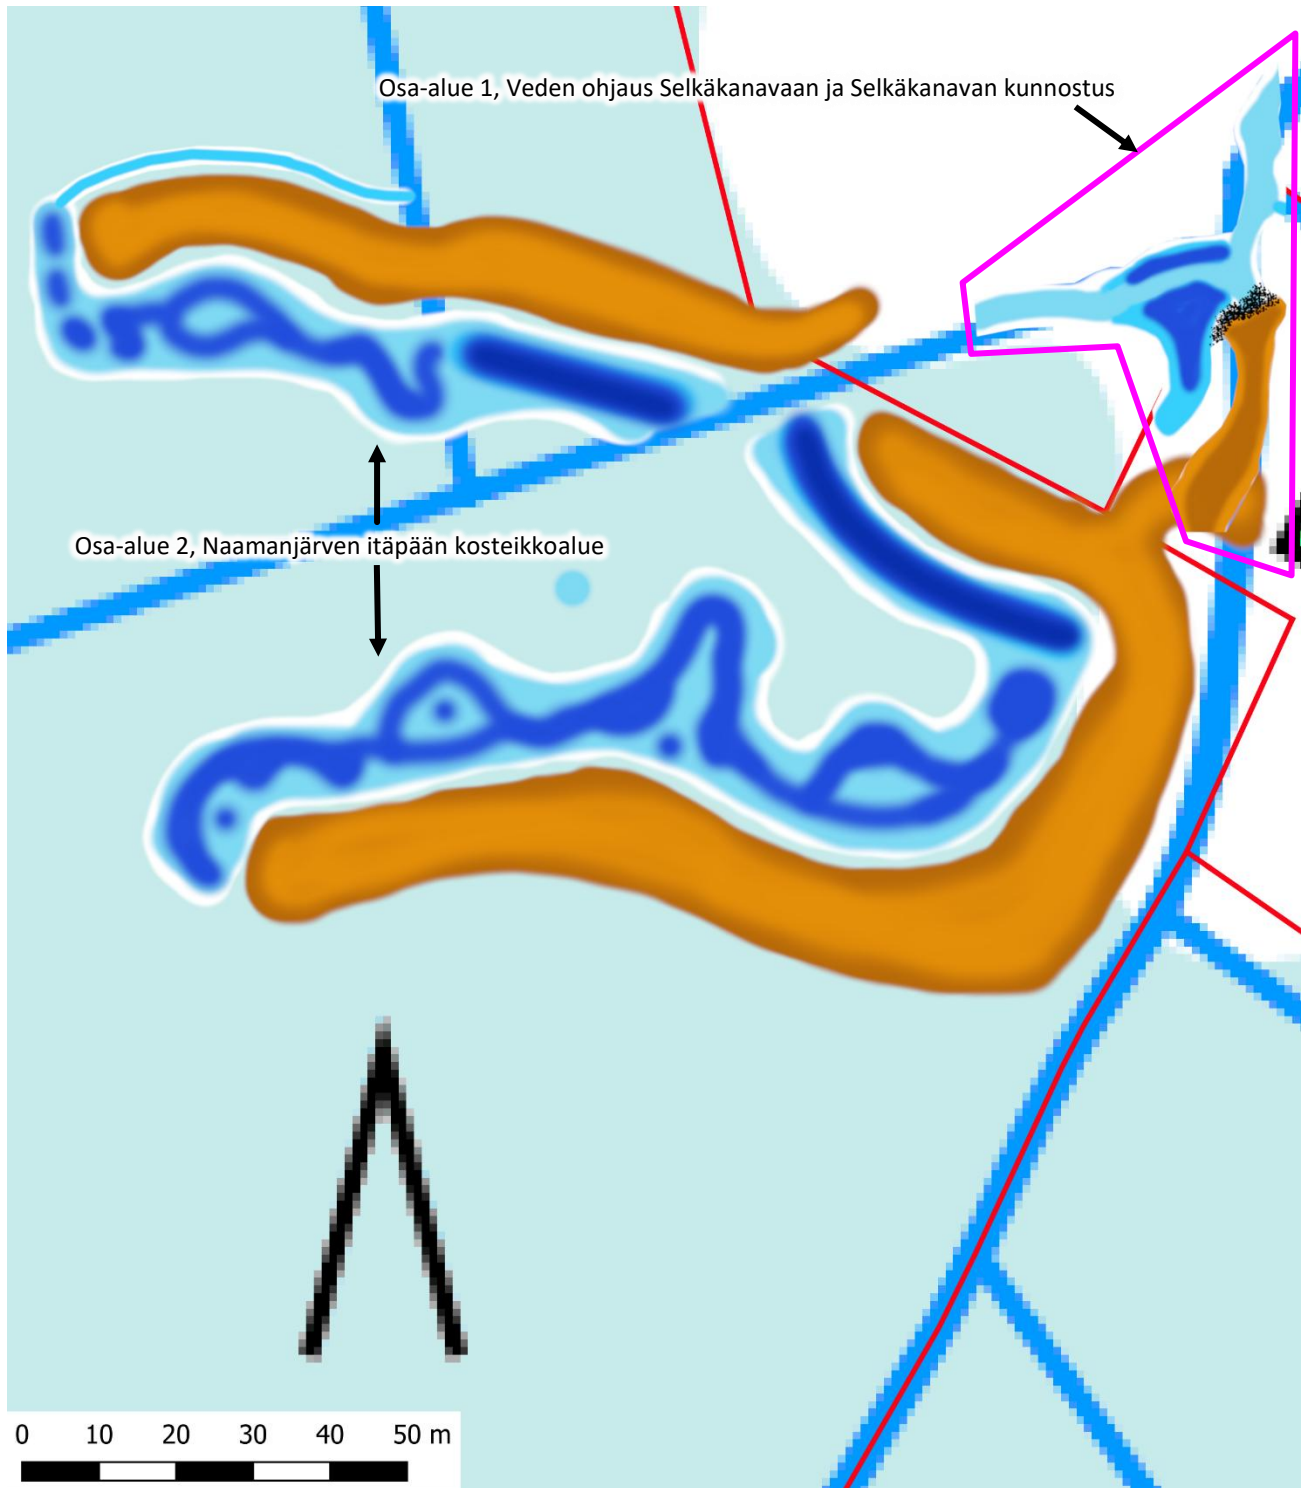 Osa-alue 1, Veden ohjaus Selkäkanavaan ja Selkäkanavan kunnostus
Osa-alue 2, Naamanjärven itäpään kosteikkoalue
0 10 20 30 40 50 m